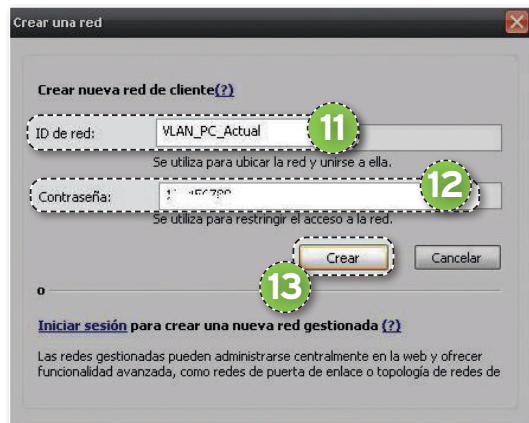 Crear una red
Crear nueva red de cliente(?)
ID de red: VLAN_PC_Actual 11
Se utiliza para ubicar la red y unirse a ella.
Contraseña: 12
Se utiliza para restringir el acceso a la red.
Crear Cancelar
13
o
Iniciar sesión para crear una nueva red gestionada (?)
Las redes gestionadas pueden administrarse centralmente en la web y ofrecer
funcionalidad avanzada, como redes de puerta de enlace o topología de redes de